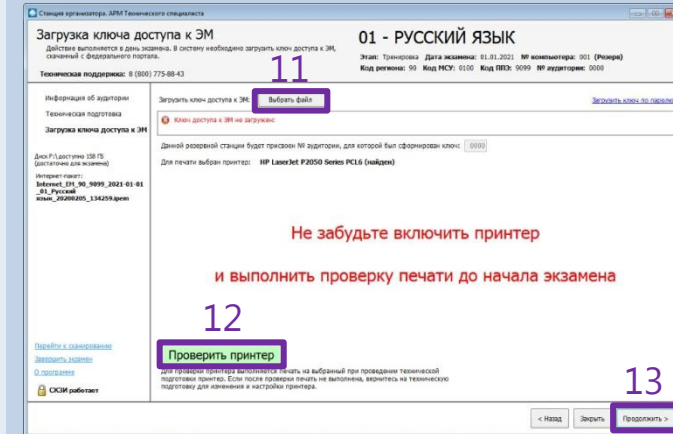 Станция организатора. АРМ Технического специалиста
Загрузка ключа доступа к ЭМ
Действие выполняется в день экзамена. В систему необходимо загрузить ключ доступа к ЭМ,
скачанный с федерального портала.
Техническая поддержка: 8 (800) 775-88-43
01 - РУССКИЙ ЯЗЫК
Этап: Тренировка Дата экзамена: 01.01.2021 № компьютера: 001 (Резерв)
Код региона: 90 Код МСУ: 0100 Код ППЭ: 9099 № аудитории: 0000
11
Информация об аудитории
Техническая подготовка
Загрузка ключа доступа к ЭМ
Диск P:\доступно 158 ГБ
(достаточно для экзамена)
Интернет-пакет:
Internet_EM_90_9099_2021-01-01
_01_Русский
язык_20200205_134259.ipem
Загрузить ключ доступа к ЭМ:
Выбрать файл
Загрузить ключ по паролю
Ключ доступа к ЭМ не загружен:
Данной резервной станции будет присвоен № аудитории, для которой был сформирован ключ: 0000
Для печати выбран принтер: HP LaserJet P2050 Series PCL6 (найден)
Не забудьте включить принтер
и выполнить проверку печати до начала экзамена
12
Проверить принтер
Для проверки принтера выполняется печать на выбранный при проведении технической
подготовки принтер. Если после проверки печать не выполнена, вернитесь на техническую
подготовку для изменения и настройки принтера.
Перейти к сканированию
Завершить экзамен
О программе
СКЗИ работает
13
< Назад
Закрыть
Продолжить >